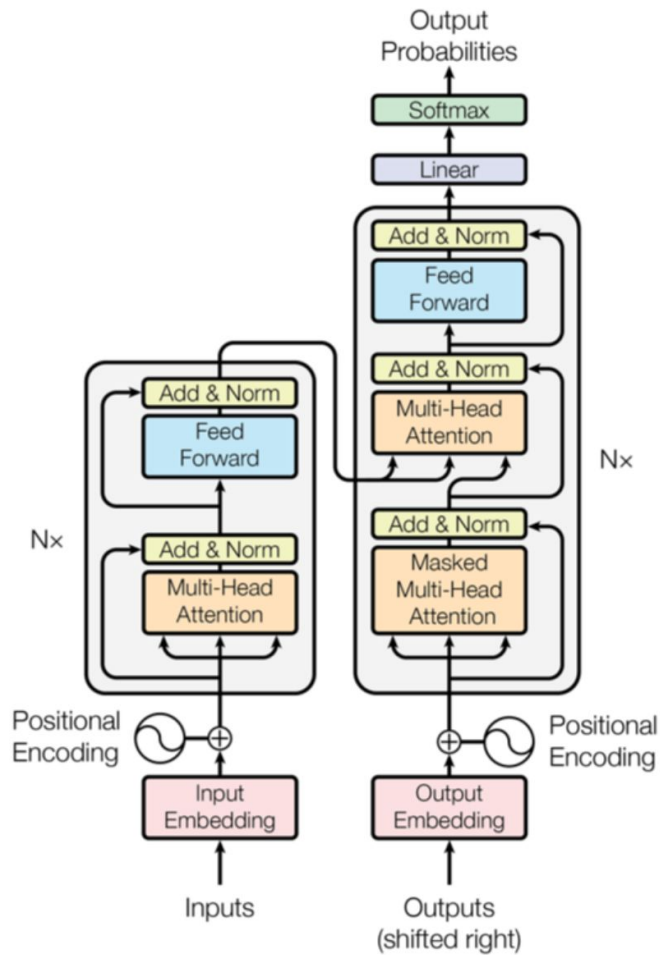 Output
Probabilities
Softmax
Linear
Add & Norm
Feed
Forward
Add & Norm
Multi-Head
Attention
Add & Norm
Masked
Multi-Head
Attention
N×
Add & Norm
Feed
Forward
Add & Norm
Multi-Head
Attention
N×
Positional
Encoding
Positional
Encoding
Input
Embedding
Output
Embedding
Inputs
Outputs
(shifted right)